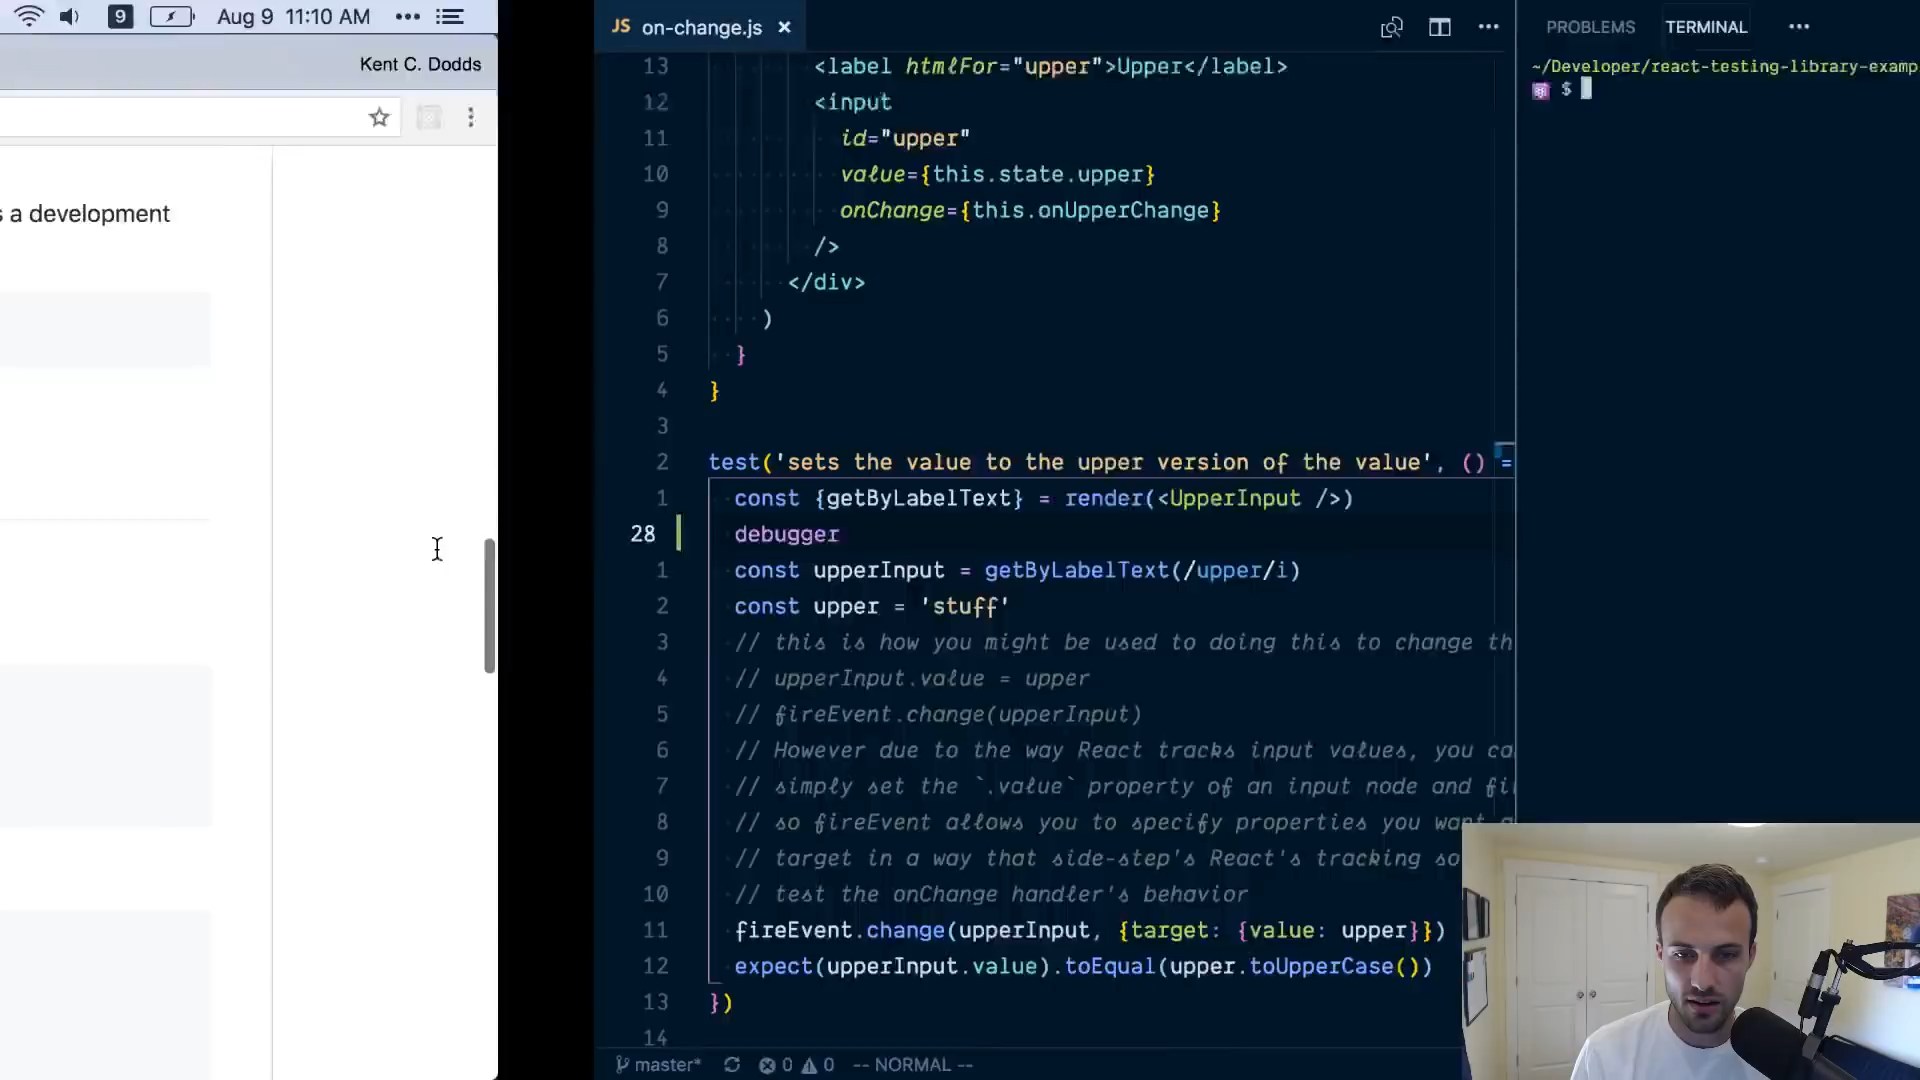 9 Aug 9 11:10 AM
Kent C. Dodds
s a development
JS on-change.js ×
13 <label htmlFor="upper">Upper</label>
12 <input
11 id="upper"
10 value={this.state.upper}
9 onChange={this.onUpperChange}
8 />
7 </div>
6 )
5 }
4 }
3
2 test('sets the value to the upper version of the value', () =
1 const {getByLabelText} = render(<UpperInput />)
28 debugger
1 const upperInput = getByLabelText(/upper/i)
2 const upper = 'stuff'
3 // this is how you might be used to doing this to change th
4 // upperInput.value = upper
5 // fireEvent.change(upperInput)
6 // However due to the way React tracks input values, you ca
7 // simply set the `.value` property of an input node and fi
8 // so fireEvent allows you to specify properties you want
9 // target in a way that side-step's React's tracking so
10 // test the onChange handler's behavior
11 fireEvent.change(upperInput, {target: {value: upper}})
12 expect(upperInput.value).toEqual(upper.toUpperCase())
13 })
14
master* 0 0 -- NORMAL --
PROBLEMS TERMINAL
~/Developer/react-testing-library-examp
$